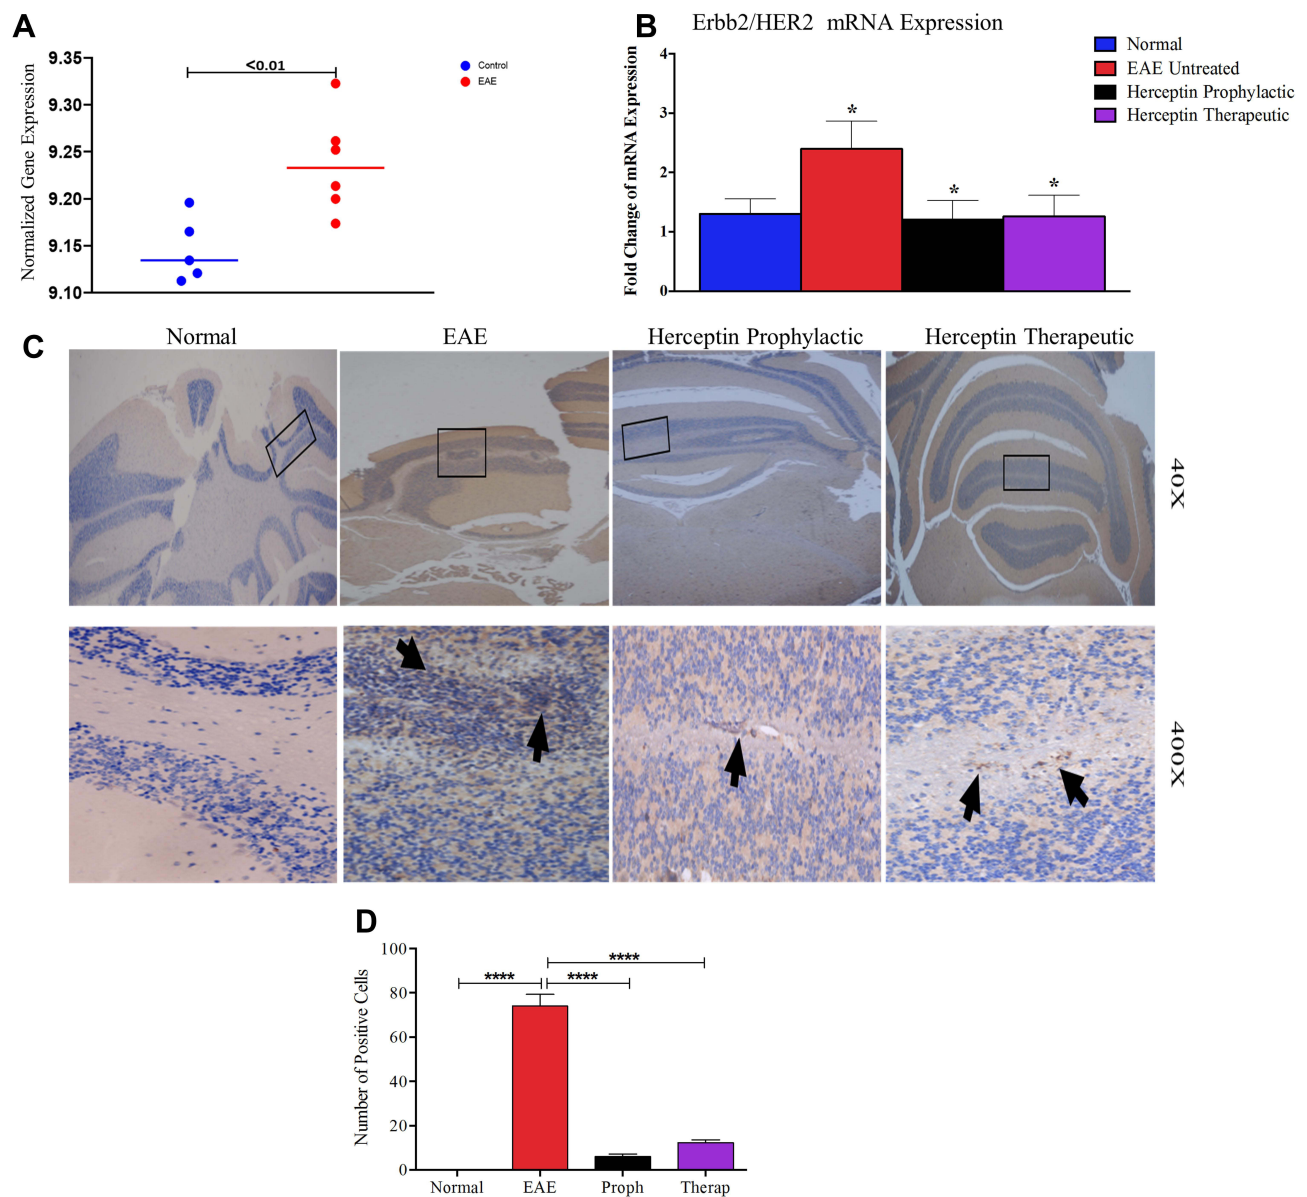 A
Normalized Gene Expression
9.35
9.30
9.25
9.20
9.15
9.10
<0.01
Control
EAE
B
Erbb2/HER2 mRNA Expression
Fold Change of mRNA Expression
4
3
2
1
0
*
*
*
Normal
EAE Untreated
Herceptin Prophylactic
Herceptin Therapeutic
C
Normal
EAE
Herceptin Prophylactic
Herceptin Therapeutic
40X
400X
D
Number of Positive Cells
100
80
60
40
20
0
****
****
****
Normal
EAE
Proph
Therap